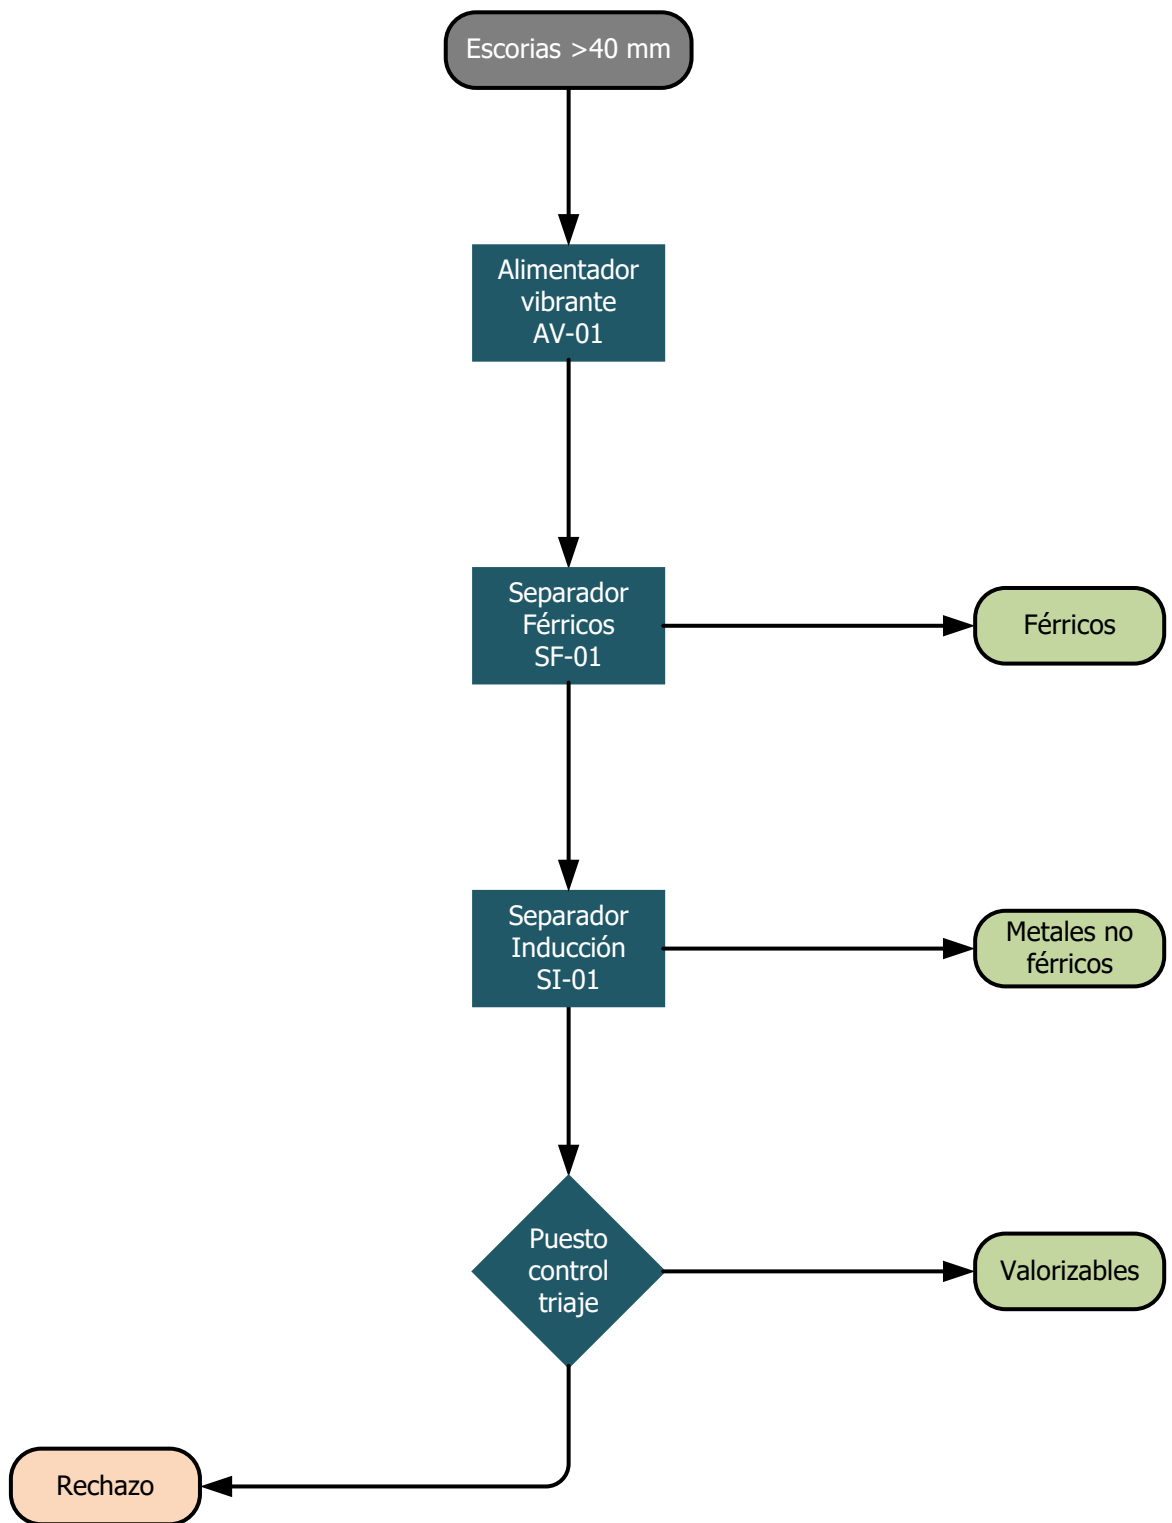 Escorias >40 mm
Alimentador
vibrante
AV-01
Separador
Férricos
SF-01
Férricos
Separador
Inducción
SI-01
Metales no
férricos
Puesto
control
triaje
Valorizables
Rechazo